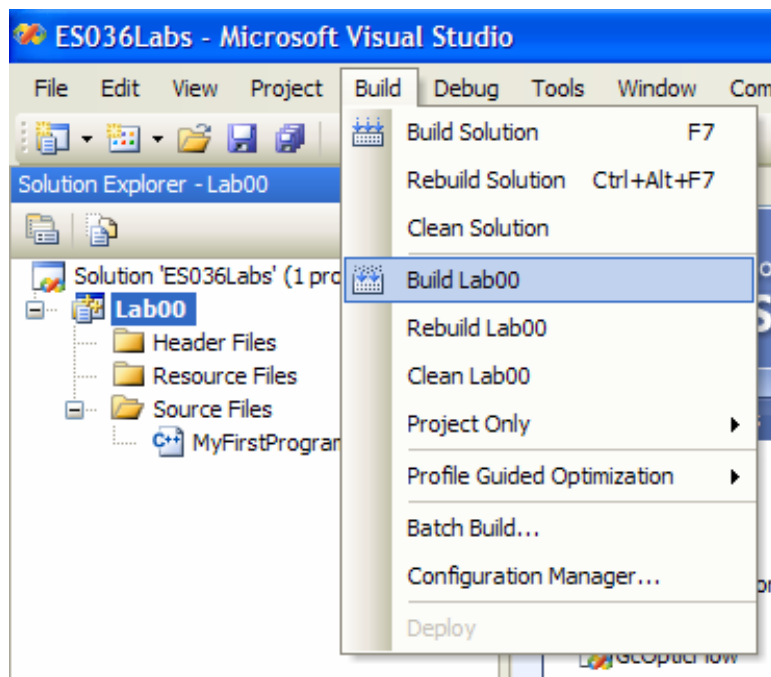 ES036Labs - Microsoft Visual Studio
File Edit View Project Build Debug Tools Window
Build Solution F7
Rebuild Solution Ctrl+Alt+F7
Clean Solution
Build Lab00
Rebuild Lab00
Clean Lab00
Project Only
Profile Guided Optimization
Batch Build...
Configuration Manager...
Deploy
Solution Explorer - Lab00
Solution 'ES036Labs' (1 pro
Lab00
Header Files
Resource Files
Source Files
MyFirstProgram